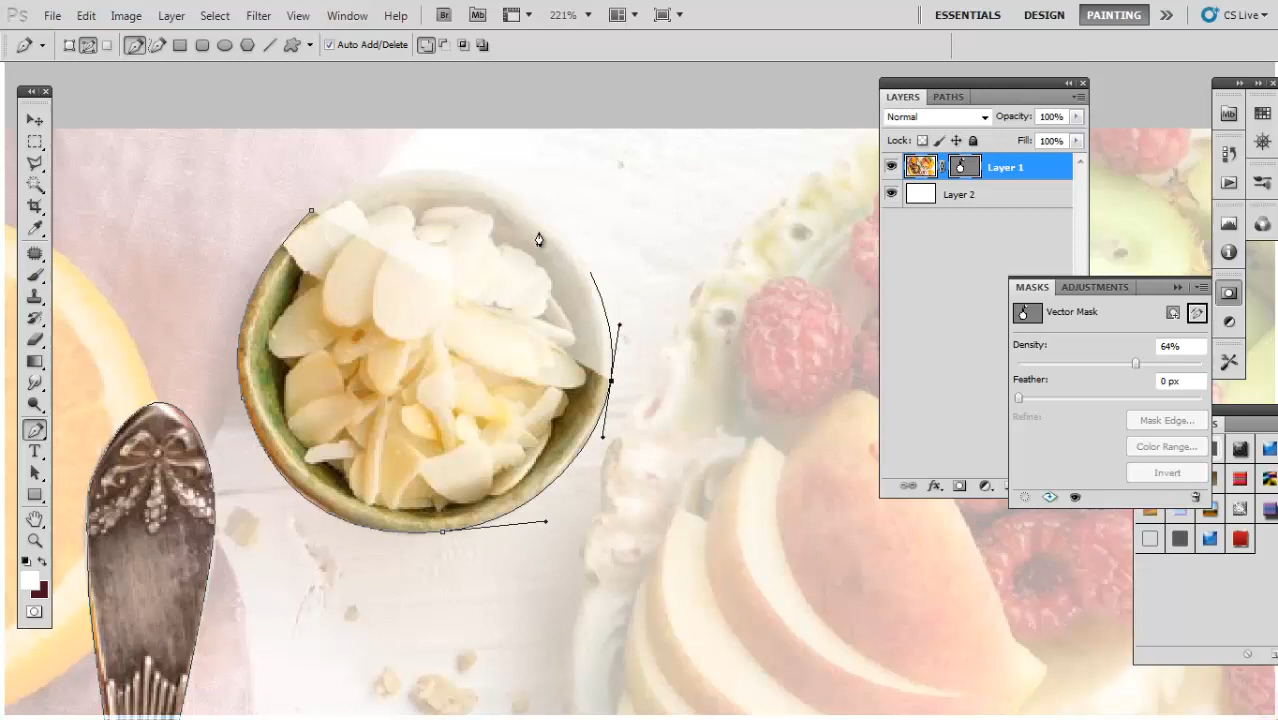 Ps File Edit Image Layer Select Filter View Window Help Br Mb 221% ESSENTIALS DESIGN PAINTING CS Live
Auto Add/Delete
LAYERS PATHS
Normal Opacity: 100%
Lock: Fill: 100%
Layer 1
Layer 2
Mb
MASKS ADJUSTMENTS
Vector Mask
Density: 64%
Feather: 0 px
Refine:
Mask Edge...
Color Range...
Invert
fx.
T